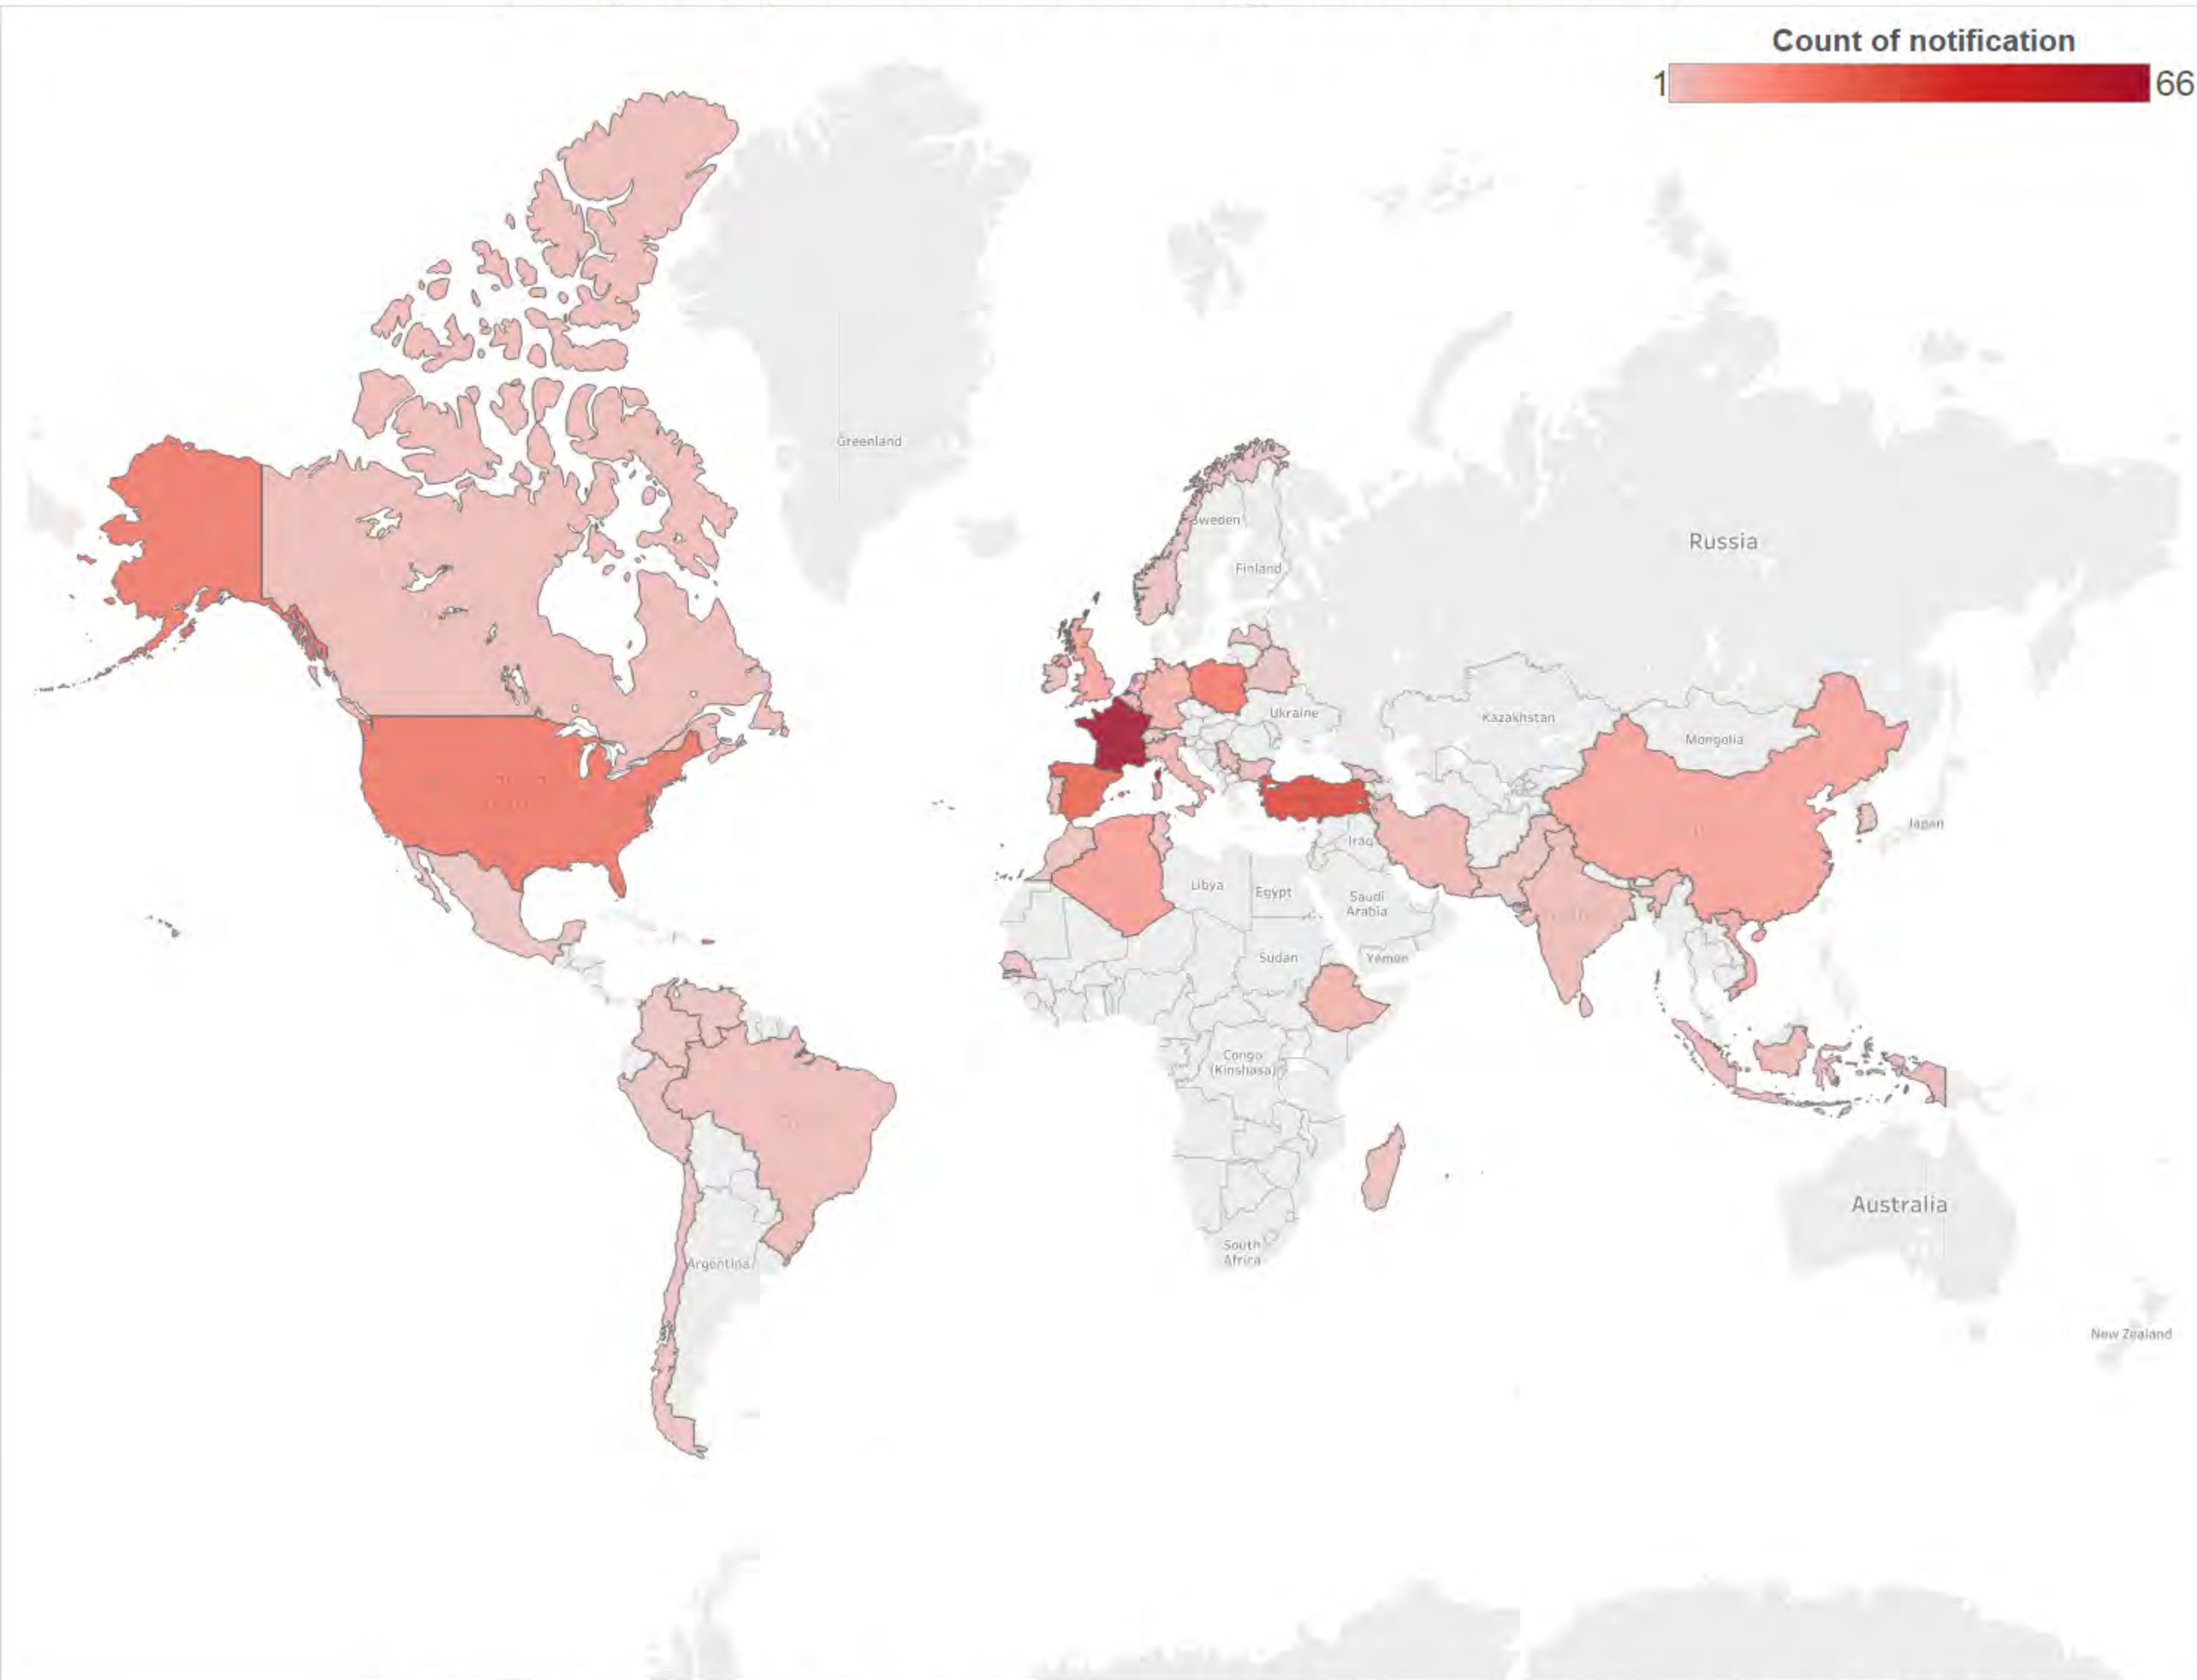 Count of notification
1
66
Greenland
Sweden
Finland
Russia
Ukraine
Kazakhstan
Mongolia
Japan
Iraq
Libya
Egypt
Saudi
Arabia
Sudan
Yemen
Congo
(Kinshasa)
South
Africa
Argentina
Australia
New Zealand